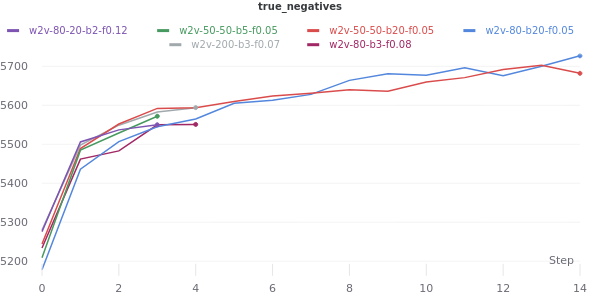 true_negatives
w2v-80-20-b2-f0.12 w2v-50-50-b5-f0.05 w2v-50-50-b20-f0.05 w2v-80-b20-f0.05
w2v-200-b3-f0.07 w2v-80-b3-f0.08
5700
5600
5500
5400
5300
5200
Step
0 2 4 6 8 10 12 14